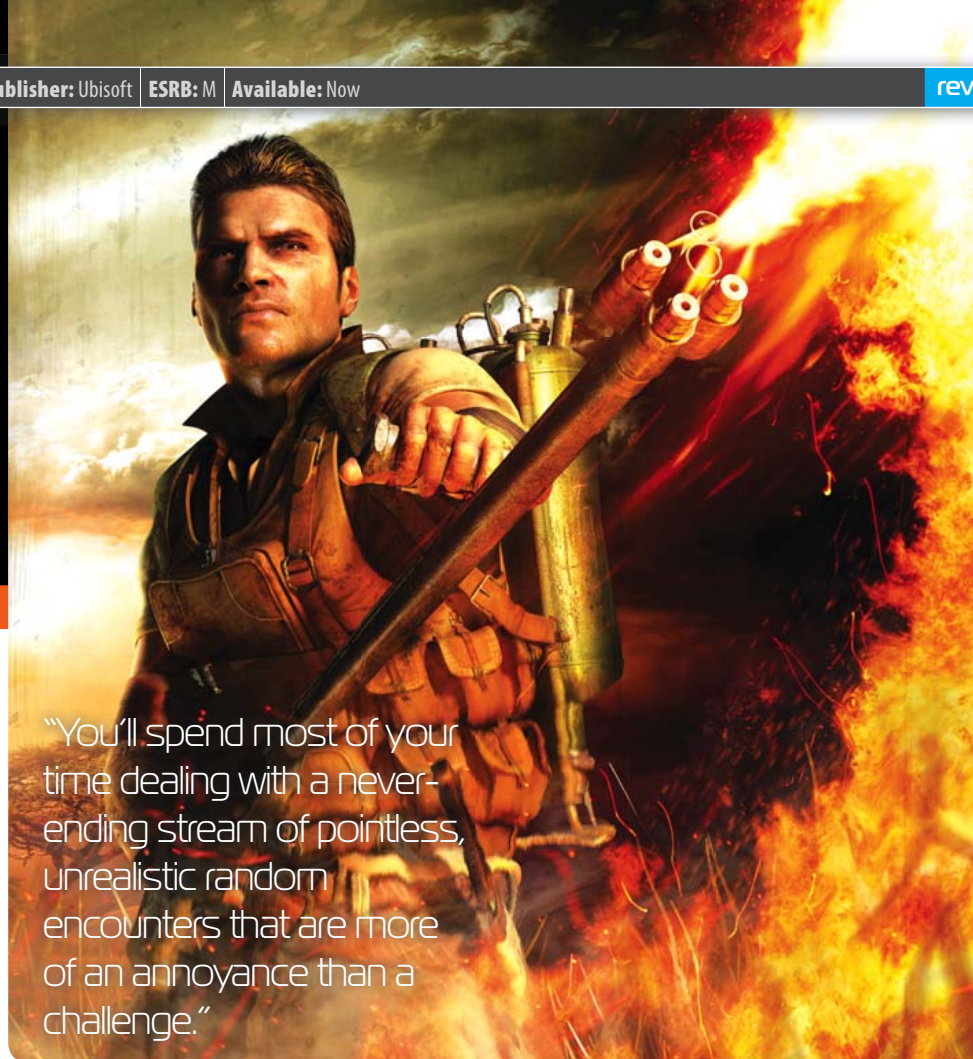 Publisher: Ubisoft ESRB: M Available: Now
rev
“You’ll spend most of your
time dealing with a never-
ending stream of pointless,
unrealistic random
encounters that are more
of an annoyance than a
challenge.”